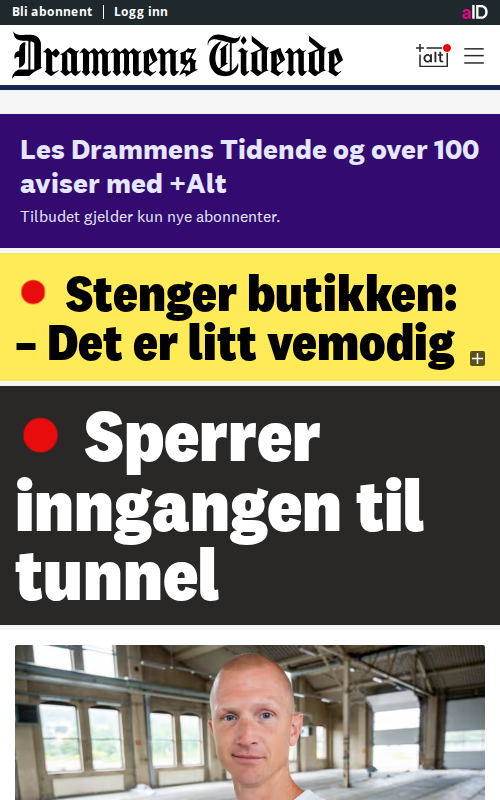 Bli abonnent | Logg inn
aID
Drammens Tidende
+alt
Les Drammens Tidende og over 100
aviser med +Alt
Tilbudet gjelder kun nye abonnenter.
Stenger butikken:
– Det er litt vemodig
Sperrer
inngangen til
tunnel